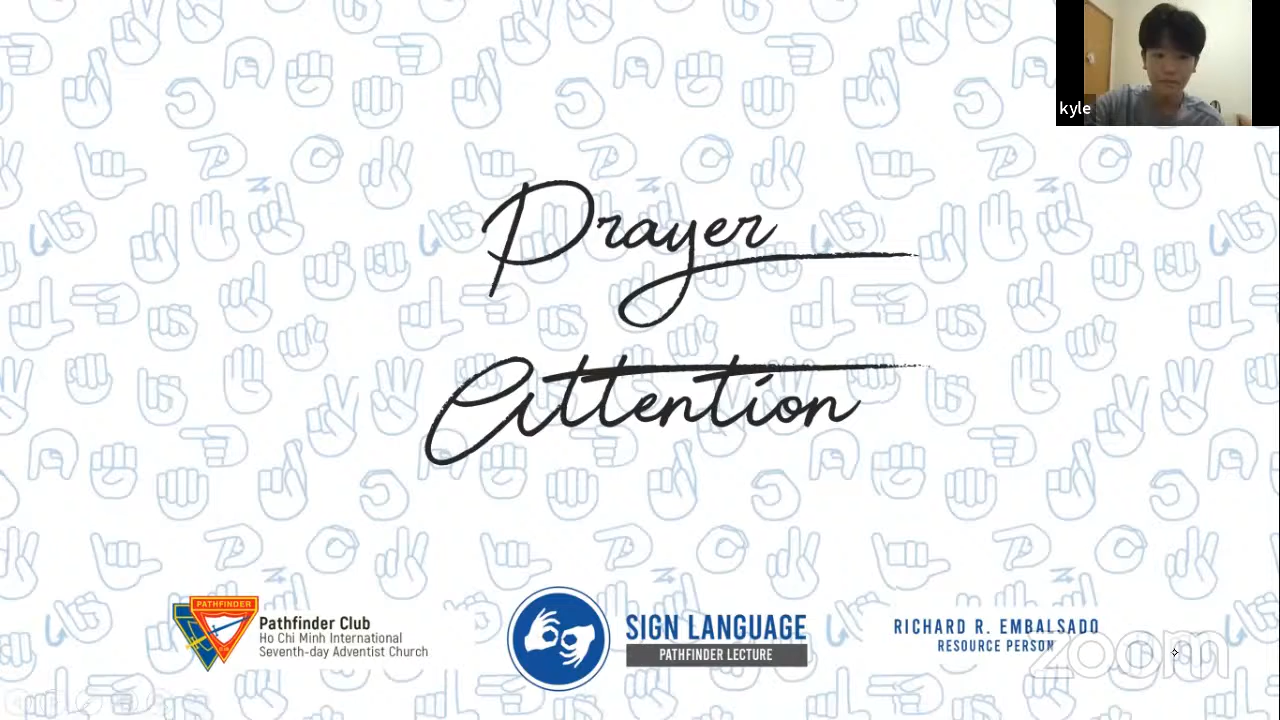 kyle
Prayer
Attention
PATHFINDER
Pathfinder Club
Ho Chi Minh International
Seventh-day Adventist Church
SIGN LANGUAGE
PATHFINDER LECTURE
RICHARD R. EMBALSADO
RESOURCE PERSON
zoom